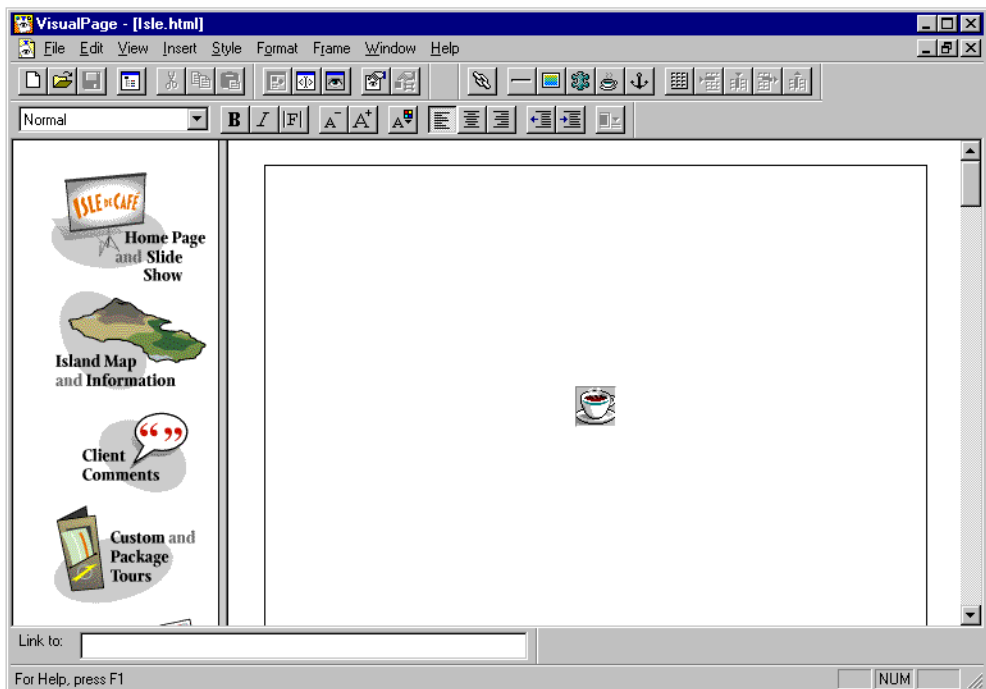 VisualPage - [Isle.html]
File Edit View Insert Style Format Frame Window Help
Normal
B I |F| A- A+ A
ISLE DE CAFÉ
Home Page
and Slide
Show
Island Map
and Information
“ ”
Client
Comments
Custom and
Package
Tours
Link to:
For Help, press F1
NUM